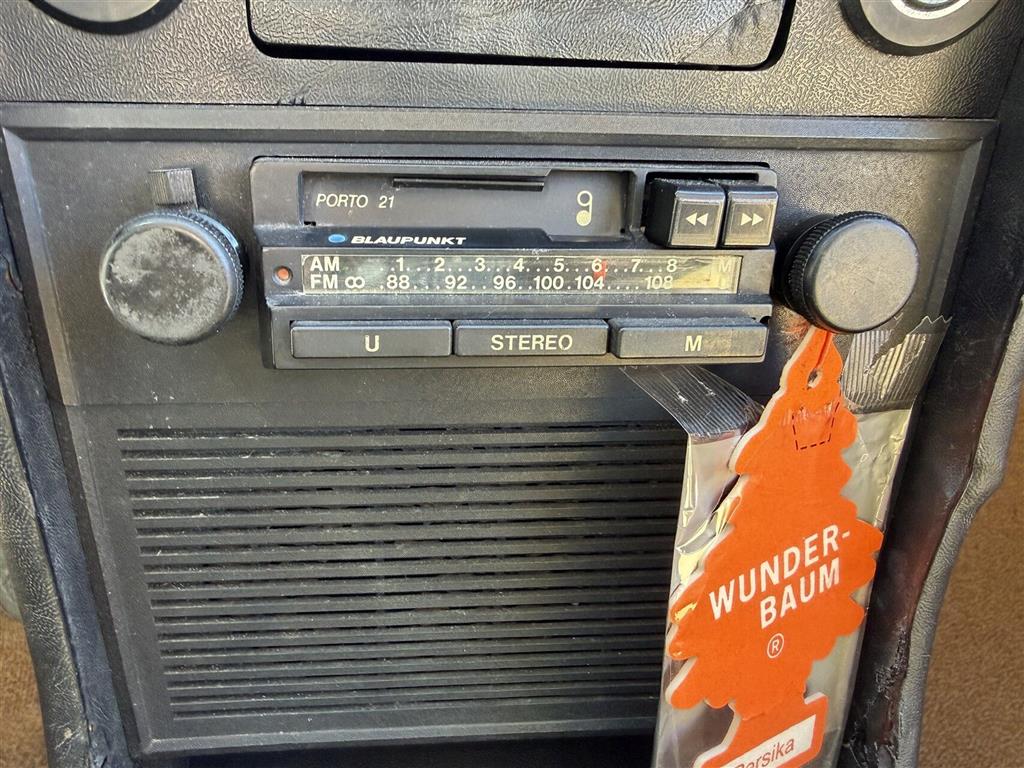 PORTO 21
◀◀ ▶▶
BLAUPUNKT
AM .1...2...3...4...5...6...7...8 M
FM ∞ .88...92...96..100.104....108 U
U STEREO M
WUNDER-
BAUM
®
Persika